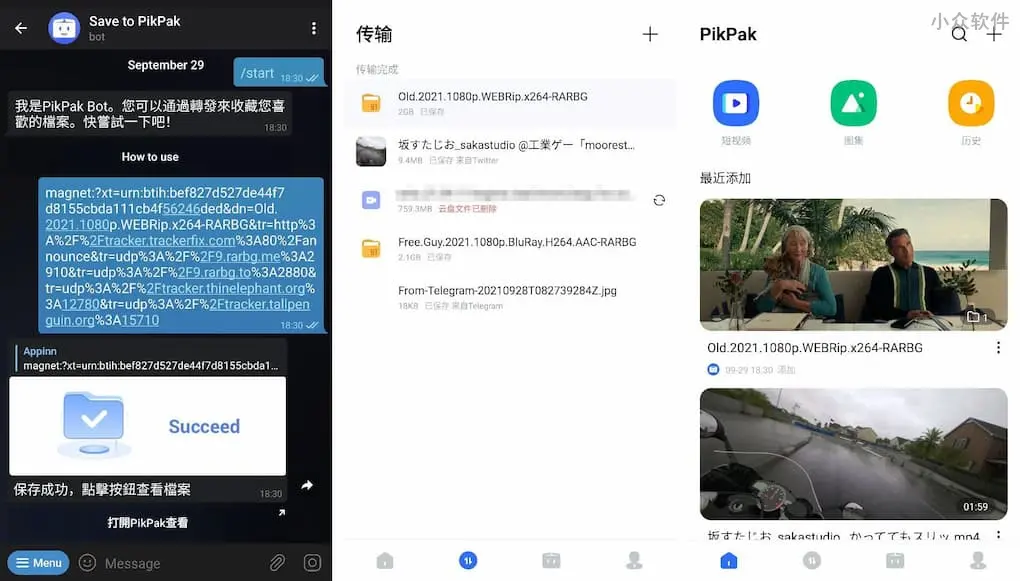 Save to PikPak
bot
September 29
/start 18:30
我是PikPak Bot。您可以通過轉發來收藏您喜
歡的檔案。快嘗試一下吧！
18:30
How to use
magnet:?xt=urn:btih:bef827d527de44f7
d8155cbda111cb4f56246ded&dn=Old.
2021.1080p.WEBRip.x264-RARBG&tr=http%3
A%2F%2Ftracker.trackerfix.com%3A80%2Fan
nounce&tr=udp%3A%2F%2F9.rarbg.me%3A2
910&tr=udp%3A%2F%2F9.rarbg.to%3A2880&
tr=udp%3A%2F%2Ftracker.thinelephant.org%
3A12780&tr=udp%3A%2F%2Ftracker.tallpen
guin.org%3A15710
18:30
Appinn
magnet:?xt=urn:btih:bef827d527de44f7d8155cbda1...
Succeed
保存成功，點擊按鈕查看檔案
18:30
打開PikPak查看
Menu
Message
传输
传输完成
Old.2021.1080p.WEBRip.x264-RARBG
2GB 已保存
坂すたじお_sakastudio @工業ゲー「moorest...
9.4MB 已保存 来自Twitter
759.3MB 云盘文件已删除
Free.Guy.2021.1080p.BluRay.H264.AAC-RARBG
2.1GB 已保存
From-Telegram-20210928T082739284Z.jpg
18KB 已保存 来自Telegram
小众软件
PikPak
短视频
图集
历史
最近添加
1
Old.2021.1080p.WEBRip.x264-RARBG
09-29 18:30 添加
01:59
坂すたじお_sakastudio_かっててもスリッ.mp4